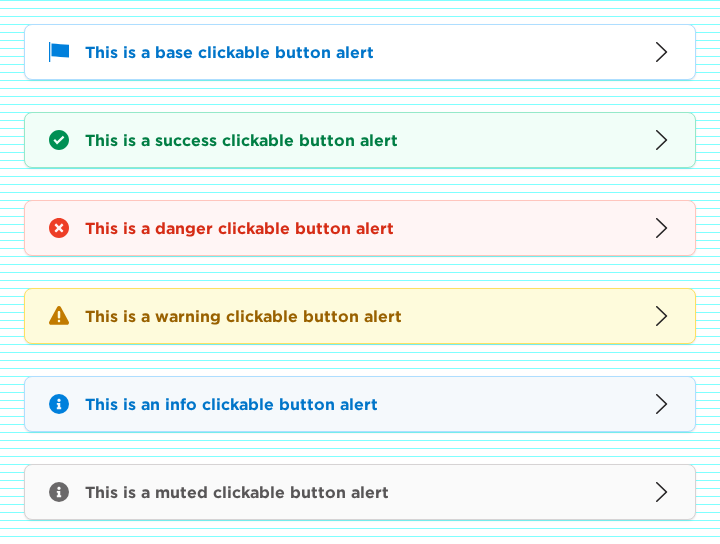 This is a base clickable button alert
This is a success clickable button alert
This is a danger clickable button alert
This is a warning clickable button alert
This is an info clickable button alert
This is a muted clickable button alert